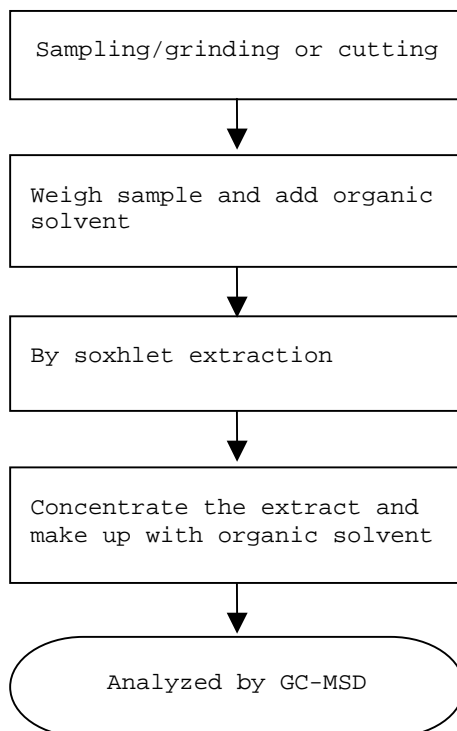 Sampling/grinding or cutting
Weigh sample and add organic
solvent
By soxhlet extraction
Concentrate the extract and
make up with organic solvent
Analyzed by GC-MSD